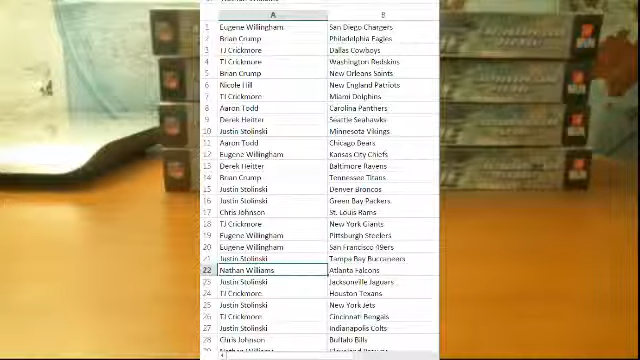 A B
1 Eugene Willingham San Diego Chargers
2 Brian Crump Philadelphia Eagles
3 TJ Crickmore Dallas Cowboys
4 TJ Crickmore Washington Redskins
5 Brian Crump New Orleans Saints
6 Nicole Hill New England Patriots
7 TJ Crickmore Miami Dolphins
8 Aaron Todd Carolina Panthers
9 Derek Heitter Seattle Seahawks
10 Justin Stolinski Minnesota Vikings
11 Aaron Todd Chicago Bears
12 Eugene Willingham Kansas City Chiefs
13 Derek Heitter Baltimore Ravens
14 Brian Crump Tennessee Titans
15 Justin Stolinski Denver Broncos
16 Justin Stolinski Green Bay Packers
17 Chris Johnson St. Louis Rams
18 TJ Crickmore New York Giants
19 Eugene Willingham Pittsburgh Steelers
20 Eugene Willingham San Francisco 49ers
21 Justin Stolinski Tampa Bay Buccaneers
22 Nathan Williams Atlanta Falcons
23 Justin Stolinski Jacksonville Jaguars
24 TJ Crickmore Houston Texans
25 Justin Stolinski New York Jets
26 TJ Crickmore Cincinnati Bengals
27 Justin Stolinski Indianapolis Colts
28 Chris Johnson Buffalo Bills